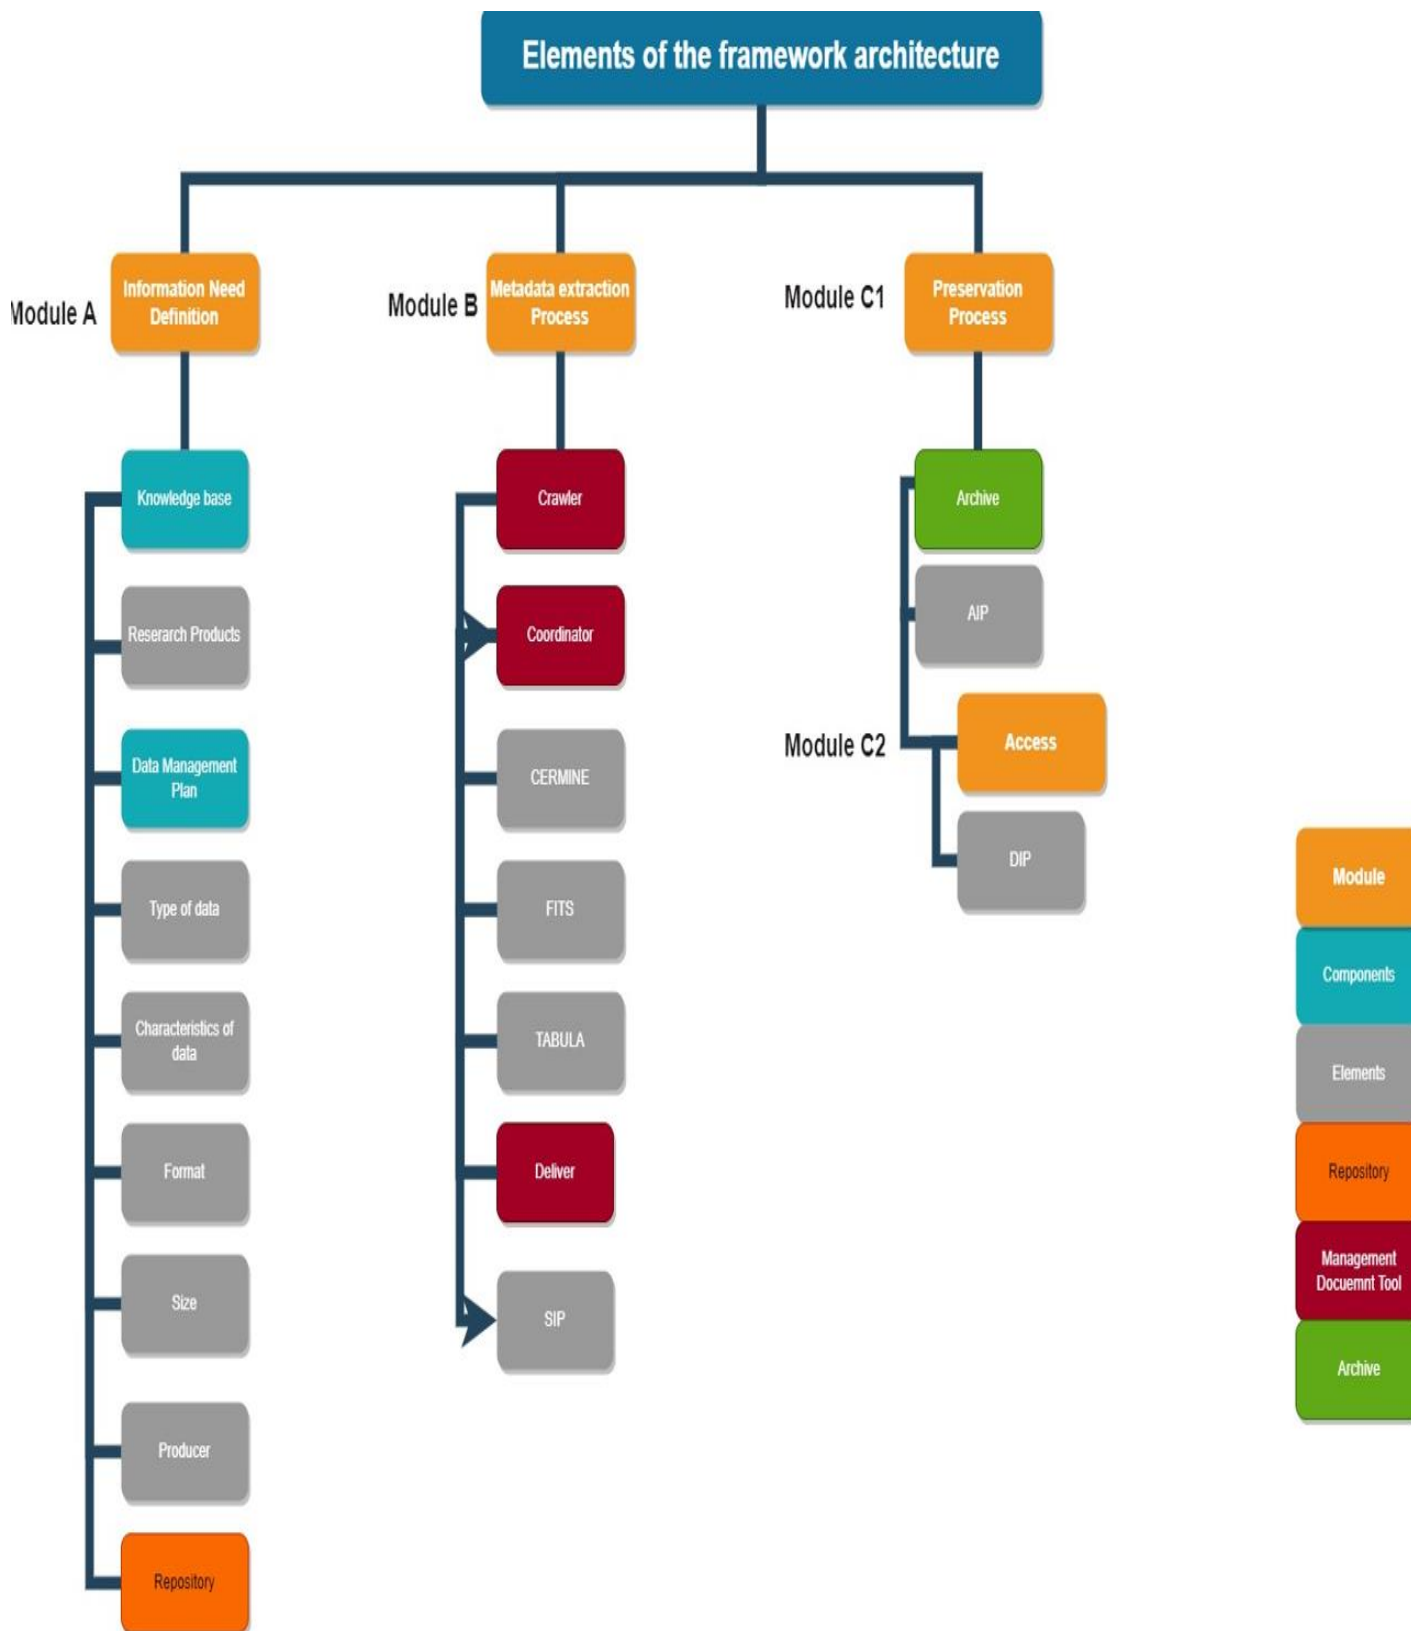 Elements of the framework architecture
Module A
Information Need
Definition
Module B
Metadata extraction
Process
Module C1
Preservation
Process
Knowledge base
Reserarch Products
Data Management
Plan
Type of data
Characteristics of
data
Format
Size
Producer
Repository
Crawler
Coordinator
CERMINE
FITS
TABULA
Deliver
SIP
Archive
AIP
Module C2
Access
DIP
Module
Components
Elements
Repository
Management
Docuemnt Tool
Archive